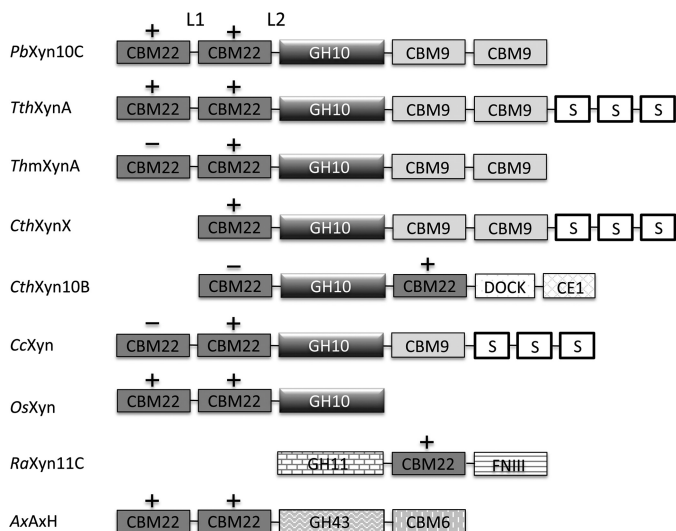 L1 L2
+ +
PbXyn10C CBM22 CBM22 GH10 CBM9 CBM9
+ +
TthXynA CBM22 CBM22 GH10 CBM9 CBM9 S S S
− +
ThmXynA CBM22 CBM22 GH10 CBM9 CBM9
+
CthXynX CBM22 GH10 CBM9 CBM9 S S S
− +
CthXyn10B CBM22 GH10 CBM22 DOCK CE1
− +
CcXyn CBM22 CBM22 GH10 CBM9 S S S
+ +
OsXyn CBM22 CBM22 GH10
+
RaXyn11C GH11 CBM22 FNIII
+ +
AxAxH CBM22 CBM22 GH43 CBM6